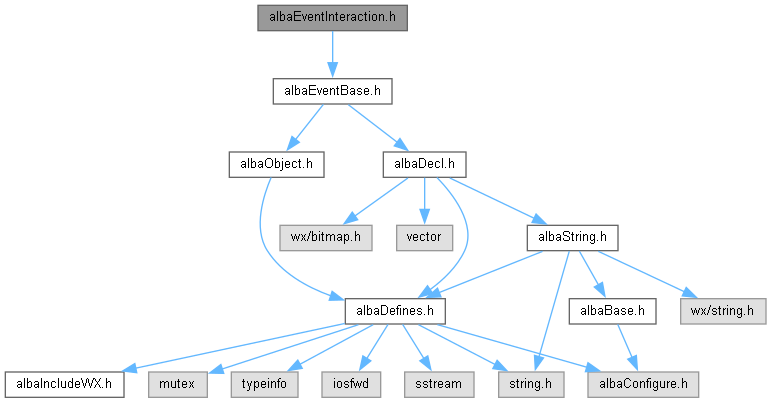 albaEventInteraction.h
albaEventBase.h
albaObject.h
albaDecl.h
wx/bitmap.h
vector
albaString.h
albaDefines.h
albaBase.h
wx/string.h
albaIncludeWX.h
mutex
typeinfo
iosfwd
sstream
string.h
albaConfigure.h